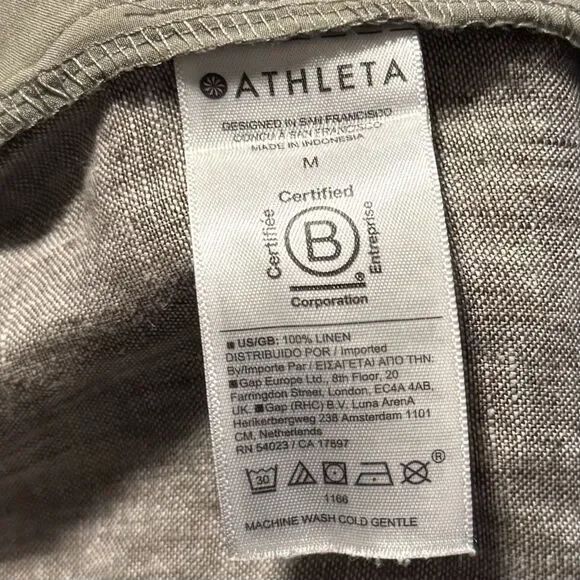 ATHLETA
DESIGNED IN SAN FRANCISCO
CONÇU À SAN FRANCISCO
MADE IN INDONESIA
M
Certified
Certifiée
B
Entreprise
Corporation
US/GB: 100% LINEN
DISTRIBUIDO POR / Imported
By/Importe Par / ΕΙΣΑΓΕΤΑΙ ΑΠΟ ΤΗΝ:
Gap Europe Ltd., 8th Floor, 20
Farringdon Street, London, EC4A 4AB,
UK. Gap (RHC) B.V. Luna ArenA
Herikerbergweg 238 Amsterdam 1101
CM, Netherlands
RN 54023 / CA 17897
30 ®
1166
MACHINE WASH COLD GENTLE